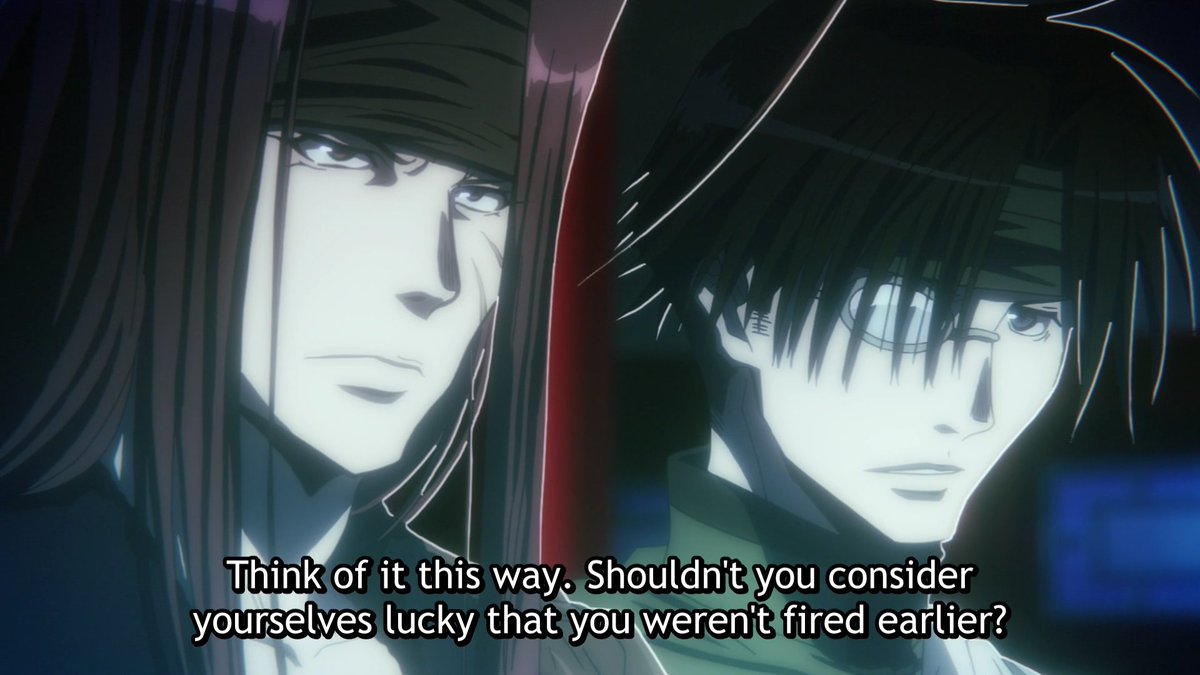 Think of it this way. Shouldn't you consider
yourselves lucky that you weren't fired earlier?